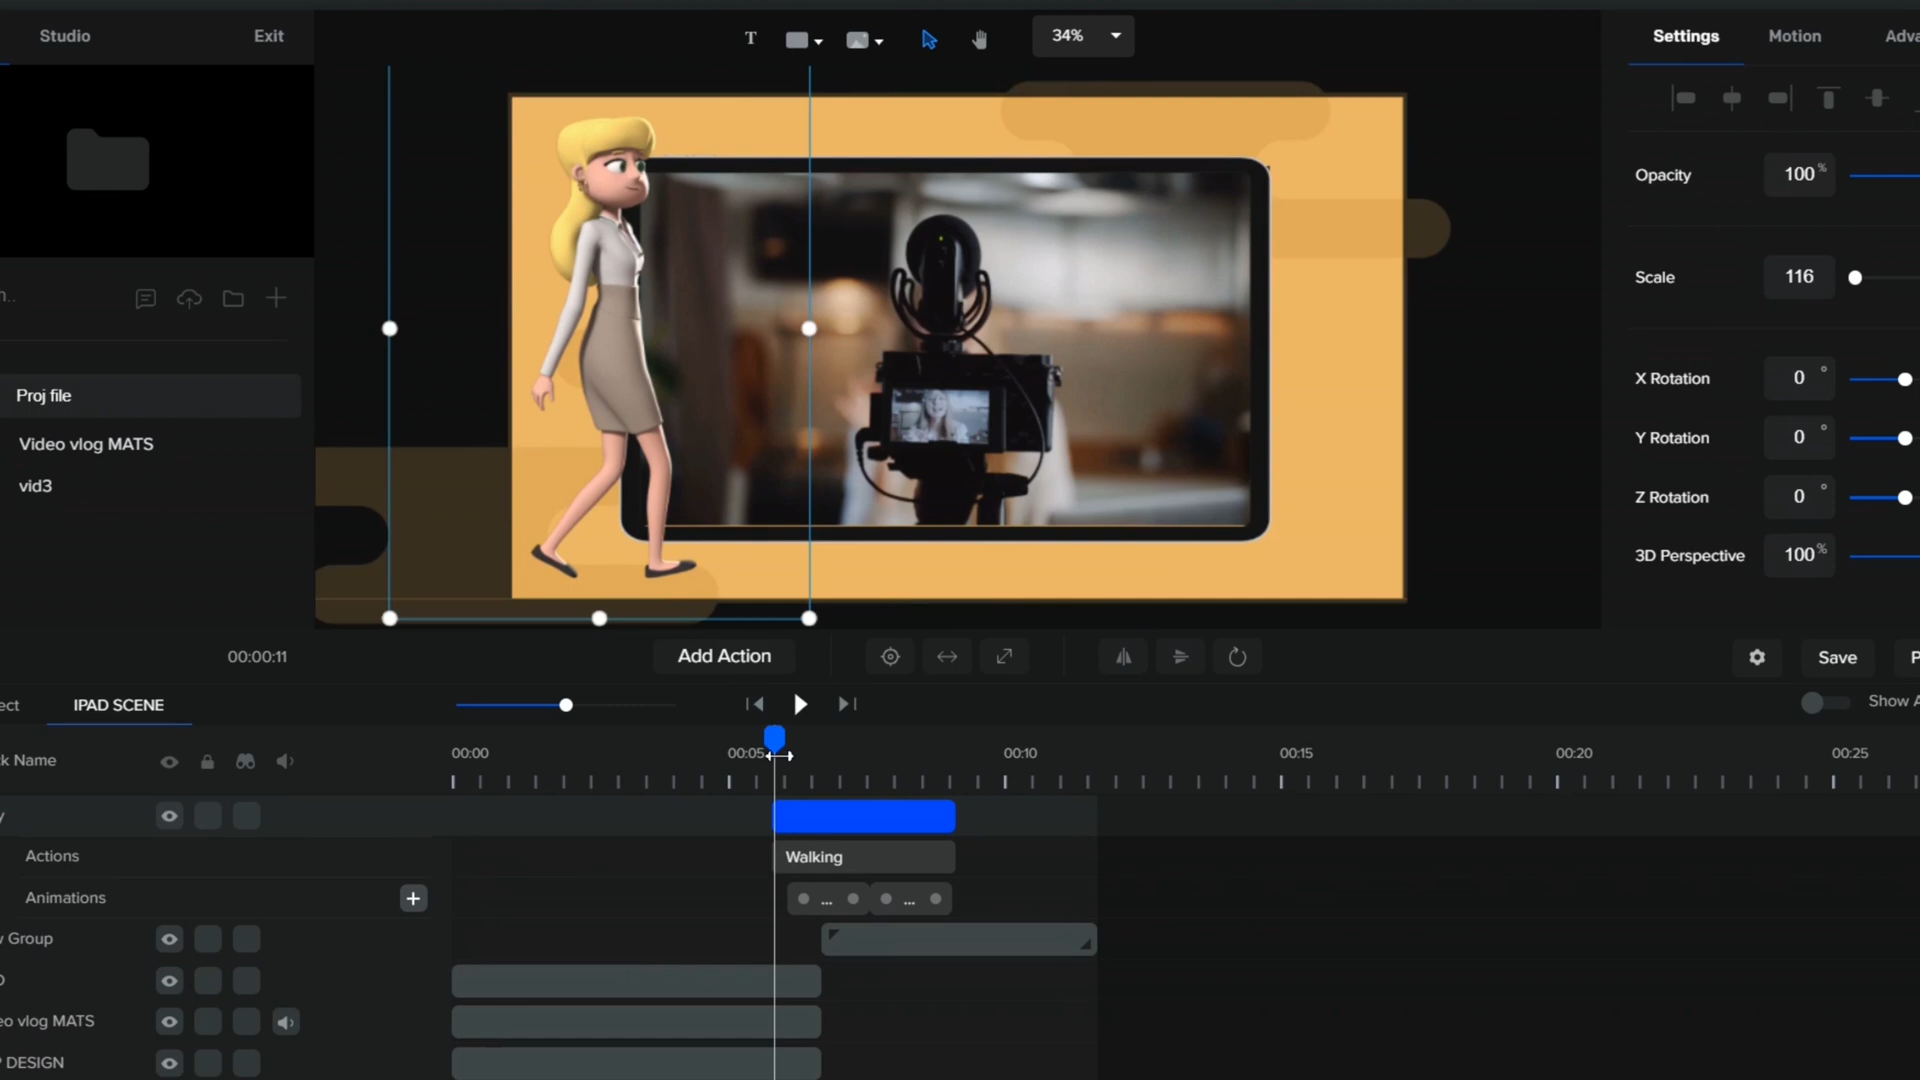 Studio
Exit
T
34%
Settings
Motion
Adva
Opacity
100 %
Scale
116
X Rotation
0 °
Y Rotation
0 °
Z Rotation
0 °
3D Perspective
100 %
n..
Proj file
Video vlog MATS
vid3
00:00:11
Add Action
Save
P
ect
IPAD SCENE
Show A
k Name
00:00
00:05
00:10
00:15
00:20
00:25
y
Actions
Walking
Animations
+
...
...
Group
eo vlog MATS
DESIGN